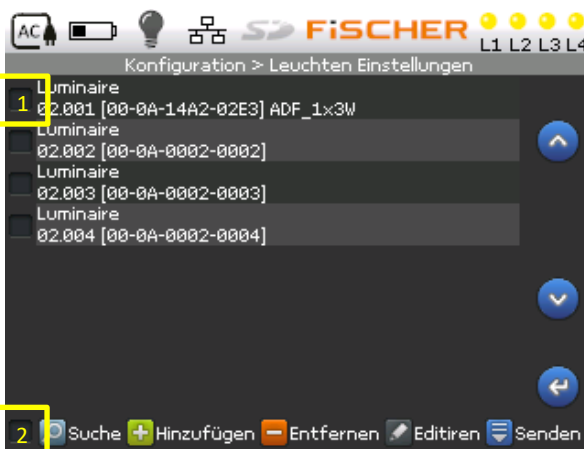 AC SD FiSCHER
L1 L2 L3 L4
Konfiguration > Leuchten Einstellungen
Luminaire
1 02.001 [00-0A-14A2-02E3] ADF_1x3W
Luminaire
02.002 [00-0A-0002-0002]
Luminaire
02.003 [00-0A-0002-0003]
Luminaire
02.004 [00-0A-0002-0004]
2 Suche Hinzufügen Entfernen Editiren Senden